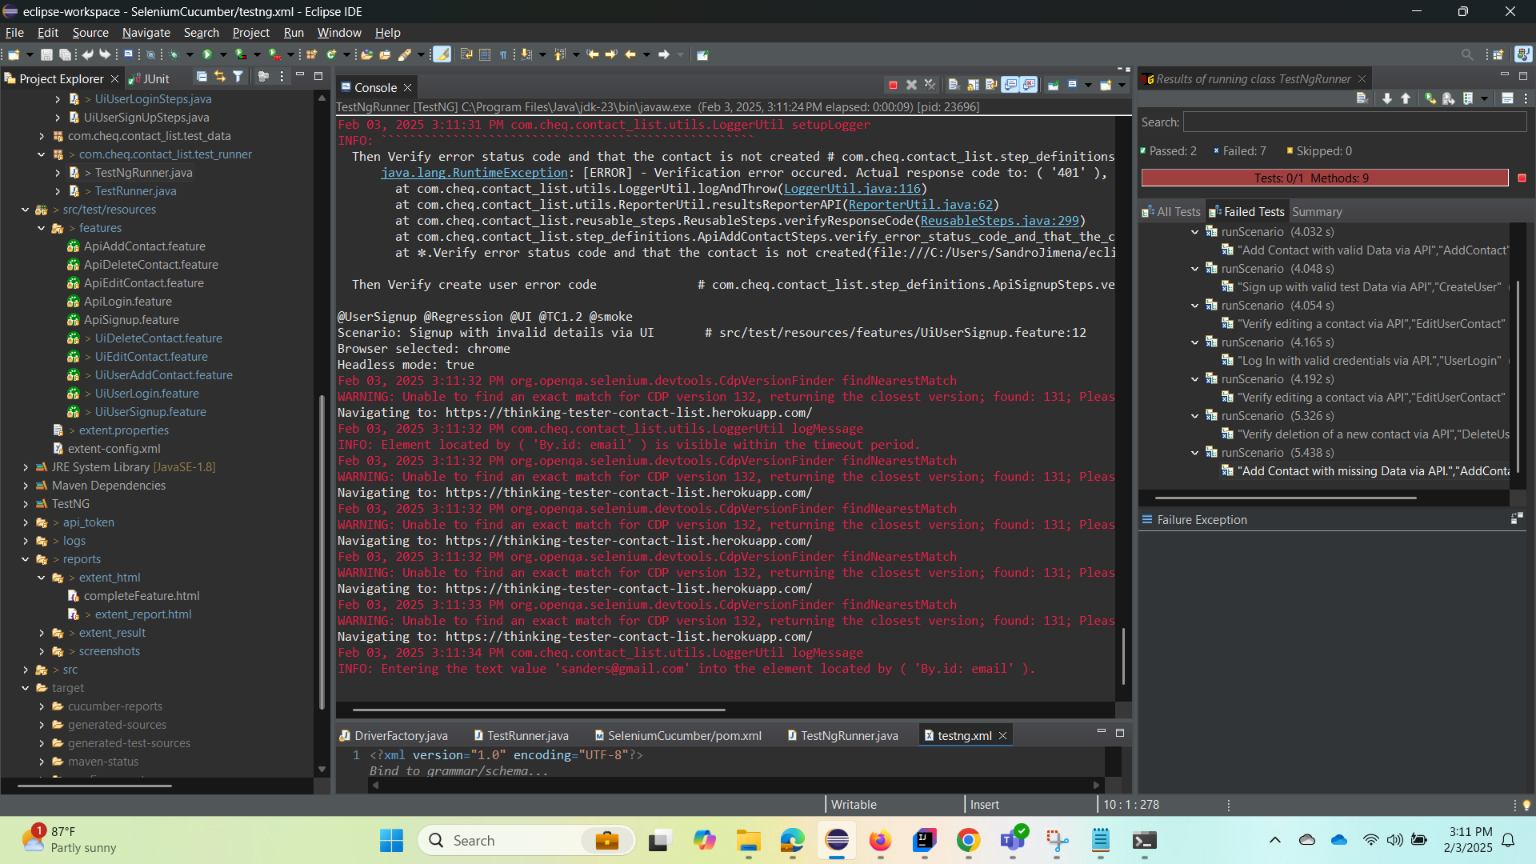 eclipse-workspace - SeleniumCucumber/testng.xml - Eclipse IDE
File Edit Source Navigate Search Project Run Window Help
Project Explorer
JUnit
> UiUserLoginSteps.java
UiUserSignUpSteps.java
com.cheq.contact_list.test_data
> com.cheq.contact_list.test_runner
> TestNgRunner.java
> TestRunner.java
> src/test/resources
> features
ApiAddContact.feature
ApiDeleteContact.feature
ApiEditContact.feature
ApiLogin.feature
ApiSignup.feature
> UiDeleteContact.feature
> UiEditContact.feature
> UiUserAddContact.feature
> UiUserLogin.feature
> UiUserSignup.feature
> extent.properties
extent-config.xml
JRE System Library [JavaSE-1.8]
Maven Dependencies
TestNG
> api_token
> logs
> reports
> extent_html
completeFeature.html
> extent_report.html
> extent_result
> screenshots
> src
target
cucumber-reports
generated-sources
generated-test-sources
maven-status
Console
TestNgRunner [TestNG] C:\Program Files\Java\jdk-23\bin\javaw.exe (Feb 3, 2025, 3:11:24 PM elapsed: 0:00:09) [pid: 23696]
Feb 03, 2025 3:11:31 PM com.cheq.contact_list.utils.LoggerUtil setupLogger
INFO:
Then Verify error status code and that the contact is not created # com.cheq.contact_list.step_definitions
java.lang.RuntimeException: [ERROR] - Verification error occured. Actual response code to: ( '401' ),
at com.cheq.contact_list.utils.LoggerUtil.logAndThrow(LoggerUtil.java:116)
at com.cheq.contact_list.utils.ReporterUtil.resultsReporterAPI(ReporterUtil.java:62)
at com.cheq.contact_list.reusable_steps.ReusableSteps.verifyResponseCode(ReusableSteps.java:299)
at com.cheq.contact_list.step_definitions.ApiAddContactSteps.verify_error_status_code_and_that_the_c
at *.Verify error status code and that the contact is not created(file:///C:/Users/SandroJimena/ecli
Then Verify create user error code # com.cheq.contact_list.step_definitions.ApiSignupSteps.ve
@UserSignup @Regression @UI @TC1.2 @smoke
Scenario: Signup with invalid details via UI # src/test/resources/features/UiUserSignup.feature:12
Browser selected: chrome
Headless mode: true
Feb 03, 2025 3:11:32 PM org.openqa.selenium.devtools.CdpVersionFinder findNearestMatch
WARNING: Unable to find an exact match for CDP version 132, returning the closest version; found: 131; Pleas
Navigating to: https://thinking-tester-contact-list.herokuapp.com/
Feb 03, 2025 3:11:32 PM com.cheq.contact_list.utils.LoggerUtil logMessage
INFO: Element located by ( 'By.id: email' ) is visible within the timeout period.
Feb 03, 2025 3:11:32 PM org.openqa.selenium.devtools.CdpVersionFinder findNearestMatch
WARNING: Unable to find an exact match for CDP version 132, returning the closest version; found: 131; Pleas
Navigating to: https://thinking-tester-contact-list.herokuapp.com/
Feb 03, 2025 3:11:32 PM org.openqa.selenium.devtools.CdpVersionFinder findNearestMatch
WARNING: Unable to find an exact match for CDP version 132, returning the closest version; found: 131; Pleas
Navigating to: https://thinking-tester-contact-list.herokuapp.com/
Feb 03, 2025 3:11:32 PM org.openqa.selenium.devtools.CdpVersionFinder findNearestMatch
WARNING: Unable to find an exact match for CDP version 132, returning the closest version; found: 131; Pleas
Navigating to: https://thinking-tester-contact-list.herokuapp.com/
Feb 03, 2025 3:11:33 PM org.openqa.selenium.devtools.CdpVersionFinder findNearestMatch
WARNING: Unable to find an exact match for CDP version 132, returning the closest version; found: 131; Pleas
Navigating to: https://thinking-tester-contact-list.herokuapp.com/
Feb 03, 2025 3:11:34 PM com.cheq.contact_list.utils.LoggerUtil logMessage
INFO: Entering the text value 'sanders@gmail.com' into the element located by ( 'By.id: email' ).
DriverFactory.java
TestRunner.java
SeleniumCucumber/pom.xml
TestNgRunner.java
testng.xml
1 <?xml version="1.0" encoding="UTF-8"?>
Bind to grammar/schema...
Results of running class TestNgRunner
Search:
Passed: 2 Failed: 7 Skipped: 0
Tests: 0/1 Methods: 9
All Tests Failed Tests Summary
runScenario (4.032 s)
"Add Contact with valid Data via API","AddContact"
runScenario (4.048 s)
"Sign up with valid test Data via API","CreateUser"
runScenario (4.054 s)
"Verify editing a contact via API","EditUserContact"
runScenario (4.165 s)
"Log In with valid credentials via API.","UserLogin"
runScenario (4.192 s)
"Verify editing a contact via API","EditUserContact"
runScenario (5.326 s)
"Verify deletion of a new contact via API","DeleteUs
runScenario (5.438 s)
"Add Contact with missing Data via API.","AddConta
Failure Exception
Writable
Insert
10 : 1 : 278
1
87°F
Partly sunny
Search
3:11 PM
2/3/2025